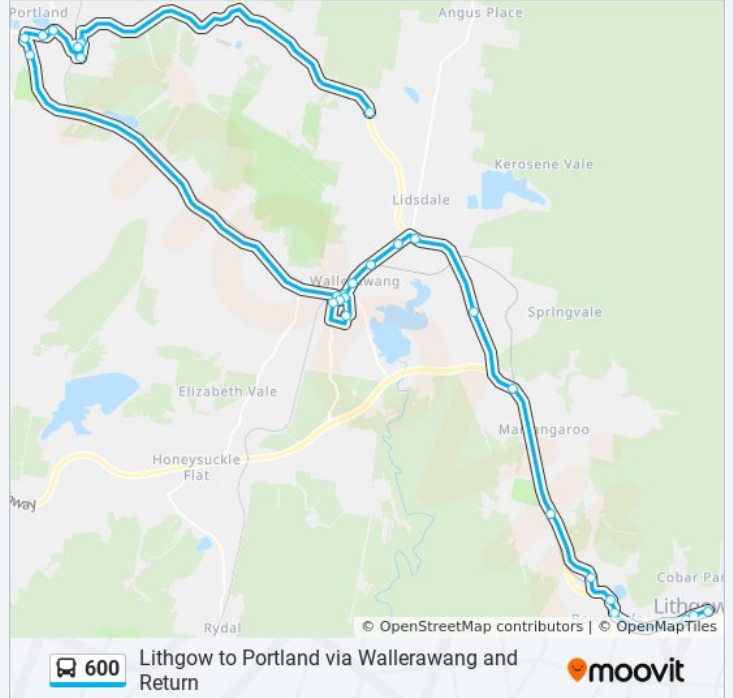 Portland
Angus Place
Kerosene Vale
Lidsdale
Wallerawang
Springvale
Elizabeth Vale
Marrangaroo
Honeysuckle
Flat
way
Cobar Par
Lithgow
Rydal
© OpenStreetMap contributors | © OpenMapTiles
600
Lithgow to Portland via Wallerawang and
Return
moovit